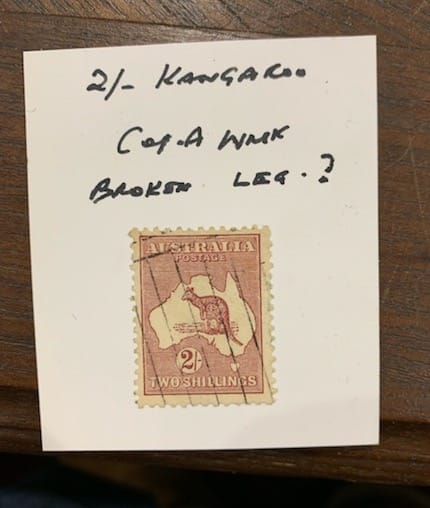 2/- KANGAROO
C of A WMK
BROKEN LEG.?
AUSTRALIA
POSTAGE
2/-
TWO SHILLINGS